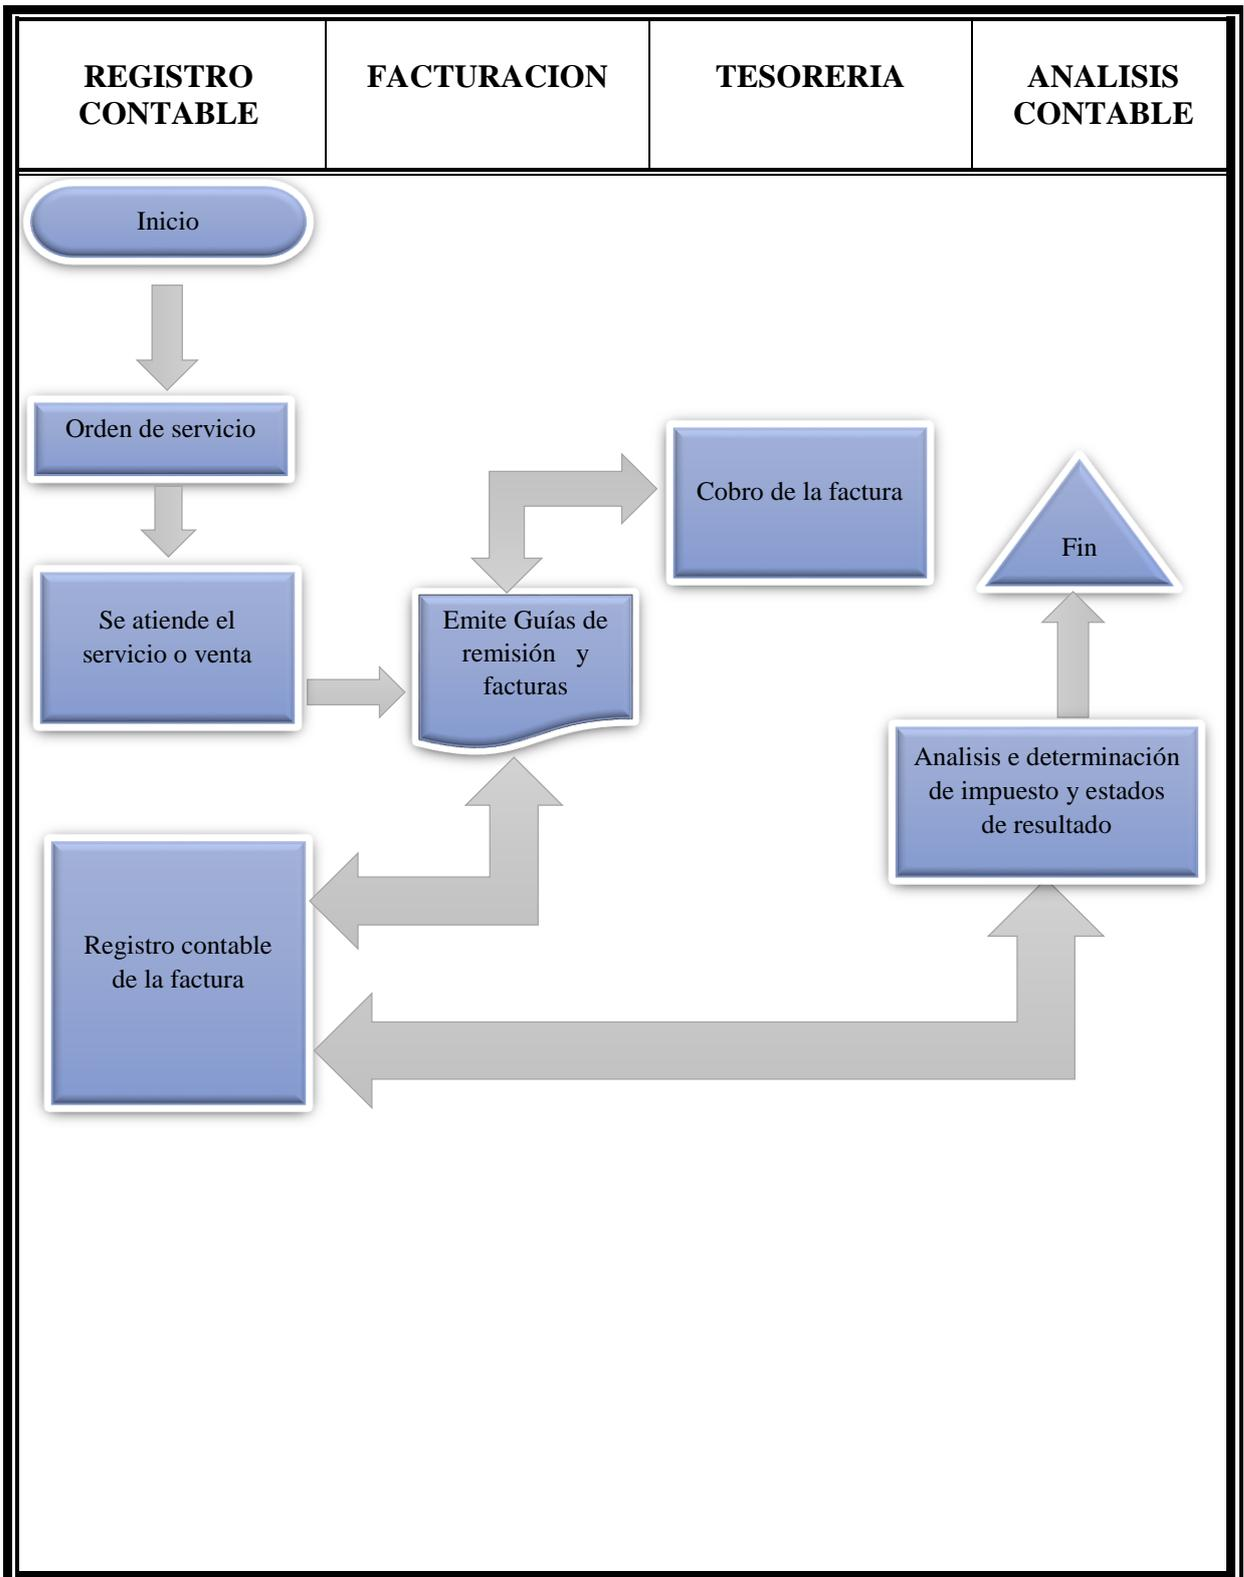 REGISTRO
CONTABLE
FACTURACION
TESORERIA
ANALISIS
CONTABLE
Inicio
Orden de servicio
Se atiende el
servicio o venta
Emite Guías de
remisión y
facturas
Cobro de la factura
Fin
Analisis e determinación
de impuesto y estados
de resultado
Registro contable
de la factura